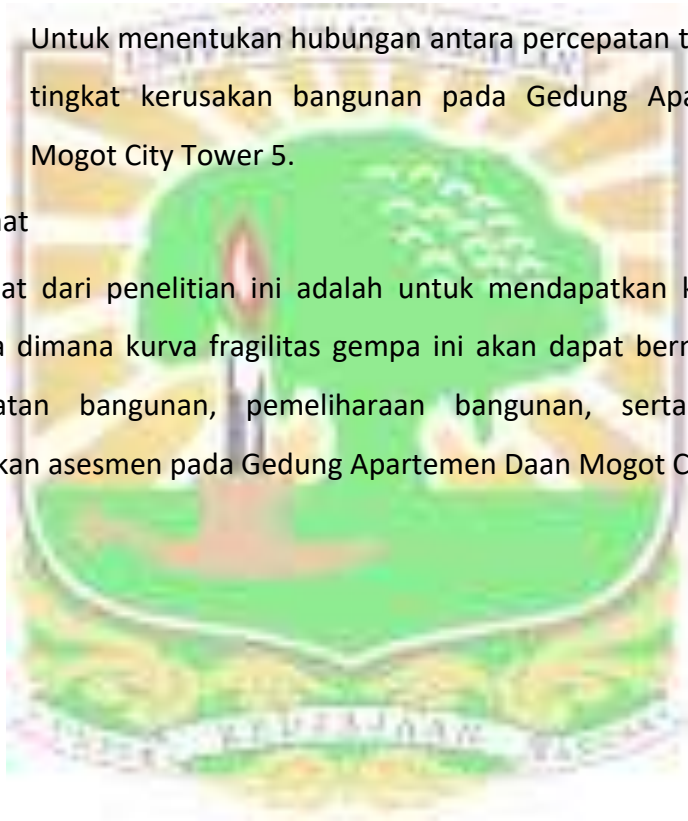 Untuk menentukan hubungan antara percepatan t
tingkat kerusakan bangunan pada Gedung Apa
Mogot City Tower 5.
at
at dari penelitian ini adalah untuk mendapatkan k
a dimana kurva fragilitas gempa ini akan dapat ber
atan bangunan, pemeliharaan bangunan, serta
kan asesmen pada Gedung Apartemen Daan Mogot C